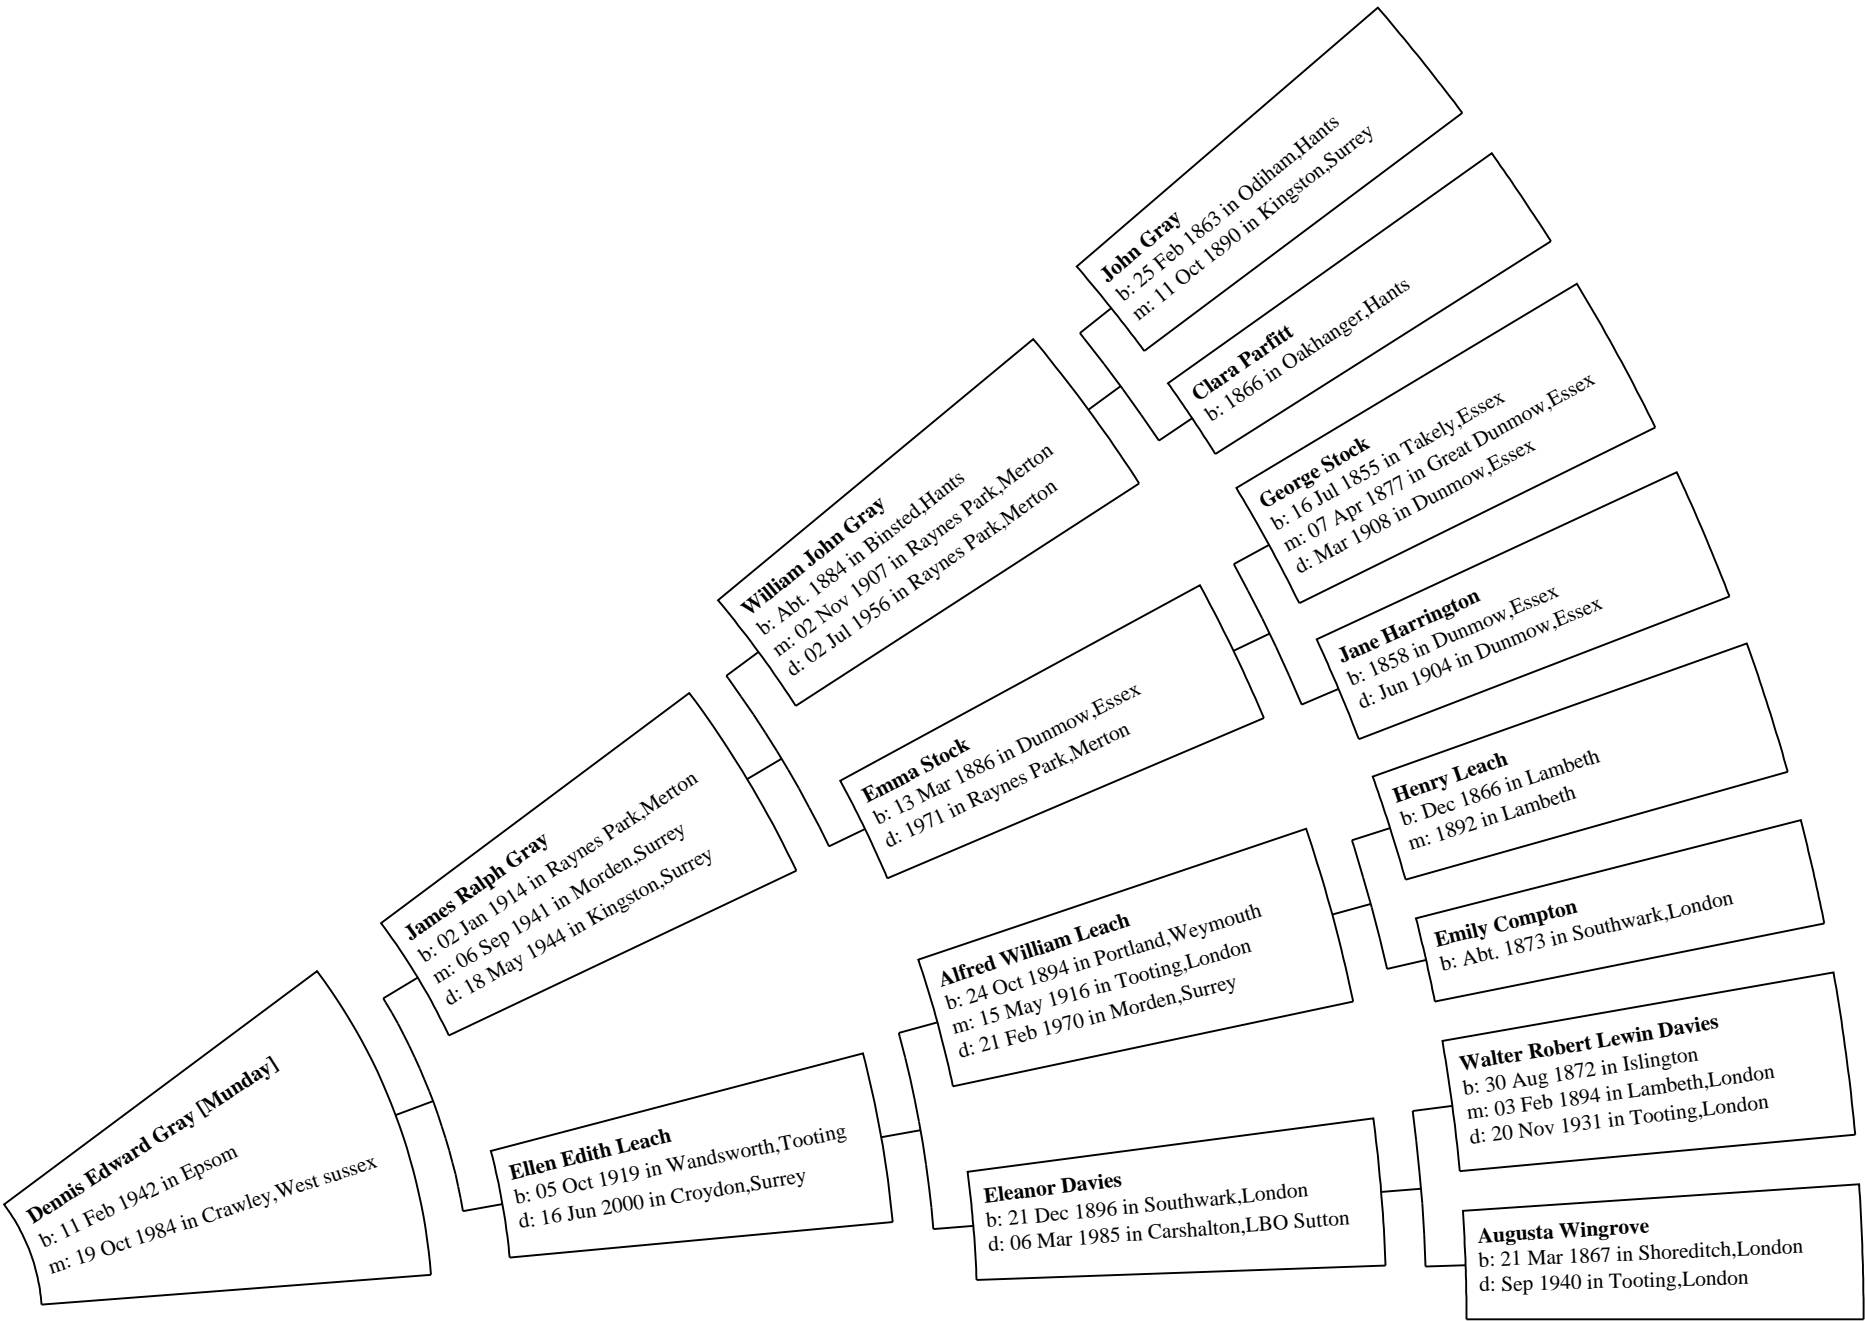 John Gray
b: 25 Feb 1863 in Odiham,Hants
m: 11 Oct 1890 in Kingston,Surrey
Clara Parfitt
b: 1866 in Oakhanger,Hants
George Stock
b: 16 Jul 1855 in Takely,Essex
m: 07 Apr 1877 in Great Dunmow,Essex
d: Mar 1908 in Dunmow,Essex
William John Gray
b: Abt. 1884 in Binsted,Hants
m: 02 Nov 1907 in Raynes Park,Merton
d: 02 Jul 1956 in Raynes Park,Merton
Jane Harrington
b: 1858 in Dunmow,Essex
d: Jun 1904 in Dunmow,Essex
Emma Stock
b: 13 Mar 1886 in Dunmow,Essex
d: 1971 in Raynes Park,Merton
Henry Leach
b: Dec 1866 in Lambeth
m: 1892 in Lambeth
James Ralph Gray
b: 02 Jan 1914 in Raynes Park,Merton
m: 06 Sep 1941 in Morden,Surrey
d: 18 May 1944 in Kingston,Surrey
Emily Compton
b: Abt. 1873 in Southwark,London
Alfred William Leach
b: 24 Oct 1894 in Portland,Weymouth
m: 15 May 1916 in Tooting,London
d: 21 Feb 1970 in Morden,Surrey
Walter Robert Lewin Davies
b: 30 Aug 1872 in Islington
m: 03 Feb 1894 in Lambeth,London
d: 20 Nov 1931 in Tooting,London
Dennis Edward Gray [Munday]
b: 11 Feb 1942 in Epsom
m: 19 Oct 1984 in Crawley,West sussex
Ellen Edith Leach
b: 05 Oct 1919 in Wandsworth,Tooting
d: 16 Jun 2000 in Croydon,Surrey
Eleanor Davies
b: 21 Dec 1896 in Southwark,London
d: 06 Mar 1985 in Carshalton,LBO Sutton
Augusta Wingrove
b: 21 Mar 1867 in Shoreditch,London
d: Sep 1940 in Tooting,London